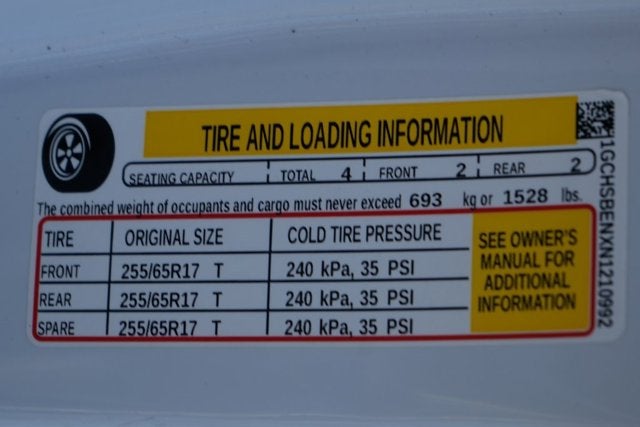 TIRE AND LOADING INFORMATION
SEATING CAPACITY TOTAL 4 FRONT 2 REAR 2
The combined weight of occupants and cargo must never exceed 693 kg or 1528 lbs.
TIRE ORIGINAL SIZE COLD TIRE PRESSURE
FRONT 255/65R17 T 240 kPa, 35 PSI
REAR 255/65R17 T 240 kPa, 35 PSI
SPARE 255/65R17 T 240 kPa, 35 PSI
SEE OWNER'S
MANUAL FOR
ADDITIONAL
INFORMATION
1GCHSBENXN1210992